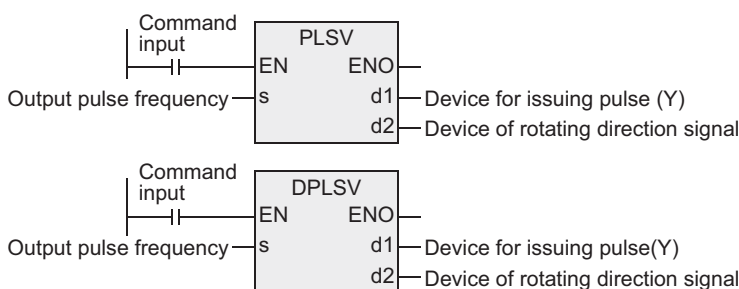 Command
input
PLSV
EN ENO
Output pulse frequency s d1 Device for issuing pulse (Y)
d2 Device of rotating direction signal
Command
input
DPLSV
EN ENO
Output pulse frequency s d1 Device for issuing pulse(Y)
d2 Device of rotating direction signal